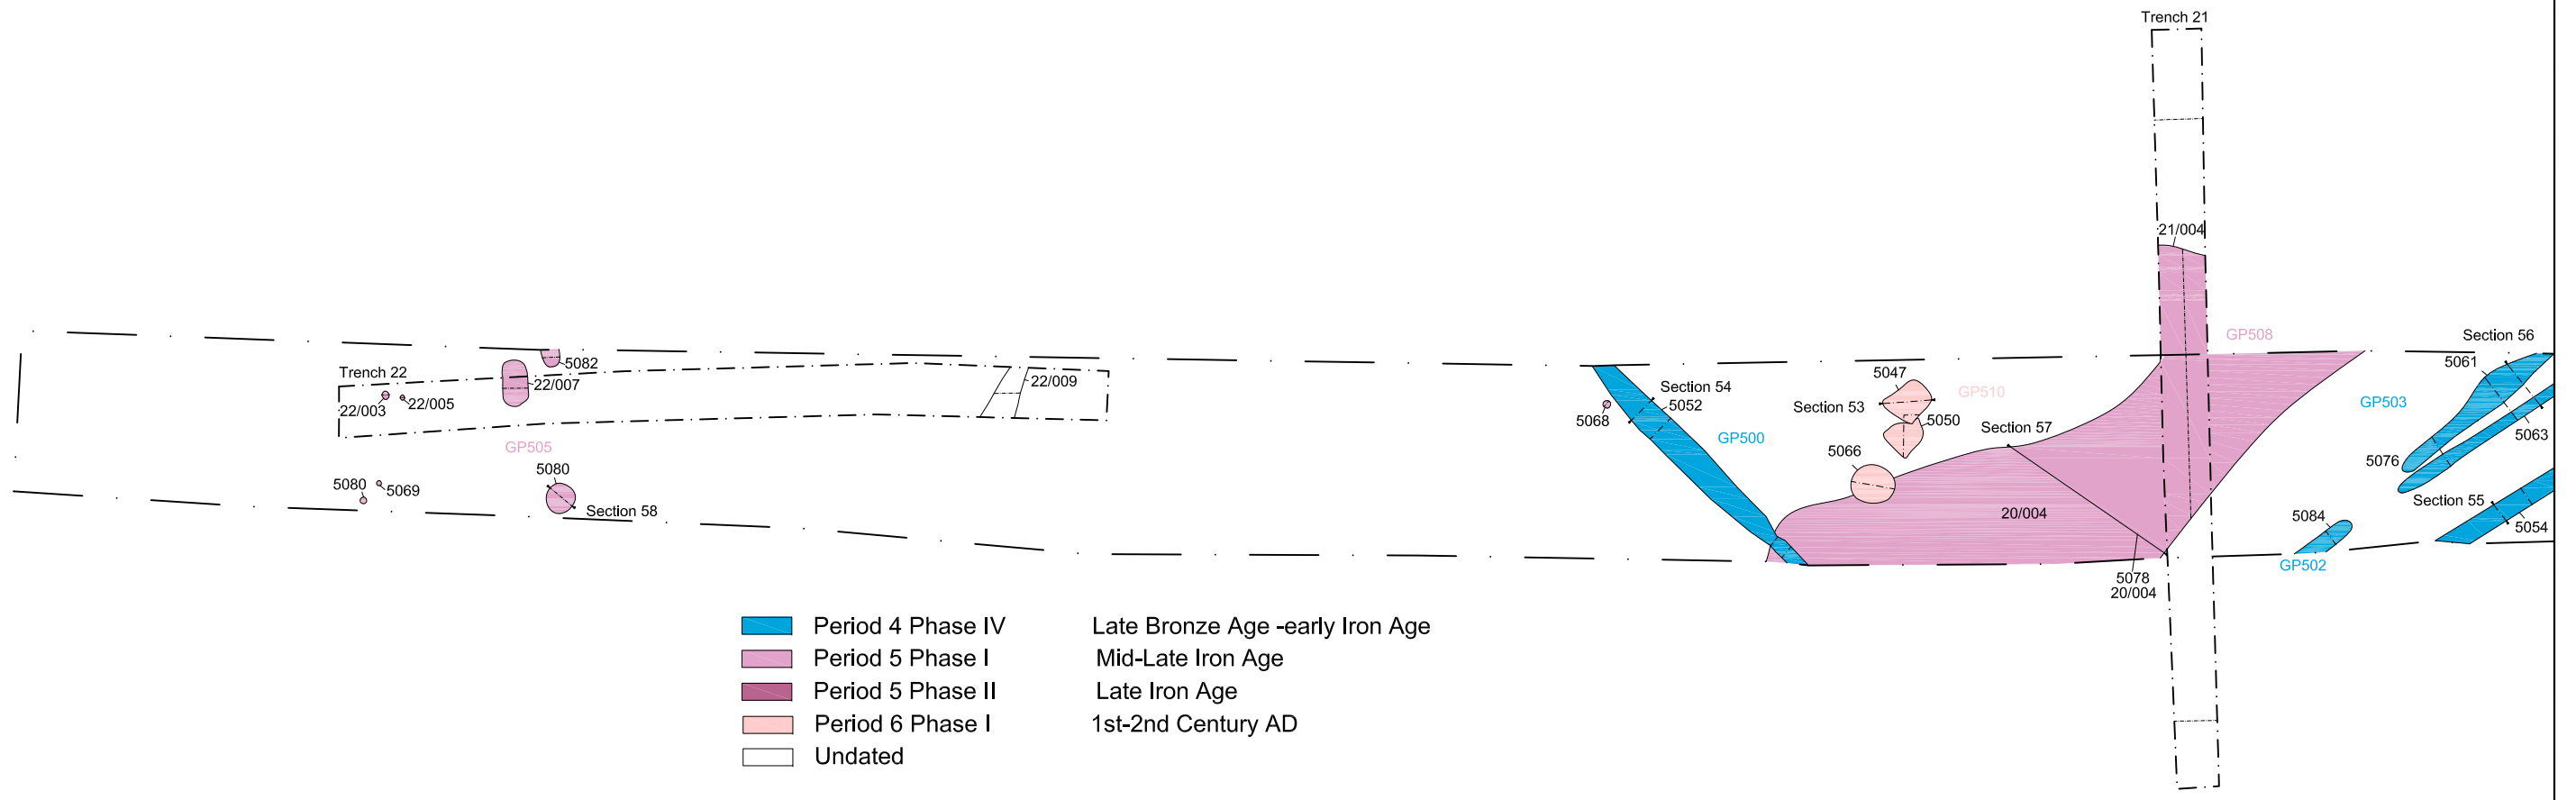 Trench 21
21/004
GP508
Section 56
5061
5082
Trench 22
22/007
22/009
22/003
22/005
5047
GP510
Section 54
5052
Section 53
5068
5050
GP503
GP500
Section 57
5063
GP505
5066
5076
5080
5080
5069
Section 58
Section 55
20/004
5084
5054
GP502
5078
20/004
Period 4 Phase IV Late Bronze Age -early Iron Age
Period 5 Phase I Mid-Late Iron Age
Period 5 Phase II Late Iron Age
Period 6 Phase I 1st-2nd Century AD
Undated